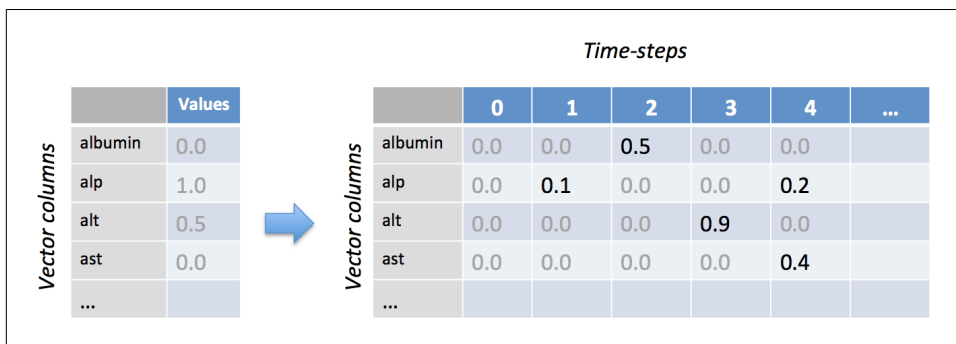 Time-steps
Values
0 1 2 3 4 ...
Vector columns
albumin 0.0
alp 1.0
alt 0.5
ast 0.0
...
Vector columns
albumin 0.0 0.0 0.5 0.0 0.0
alp 0.0 0.1 0.0 0.0 0.2
alt 0.0 0.0 0.0 0.9 0.0
ast 0.0 0.0 0.0 0.0 0.4
...